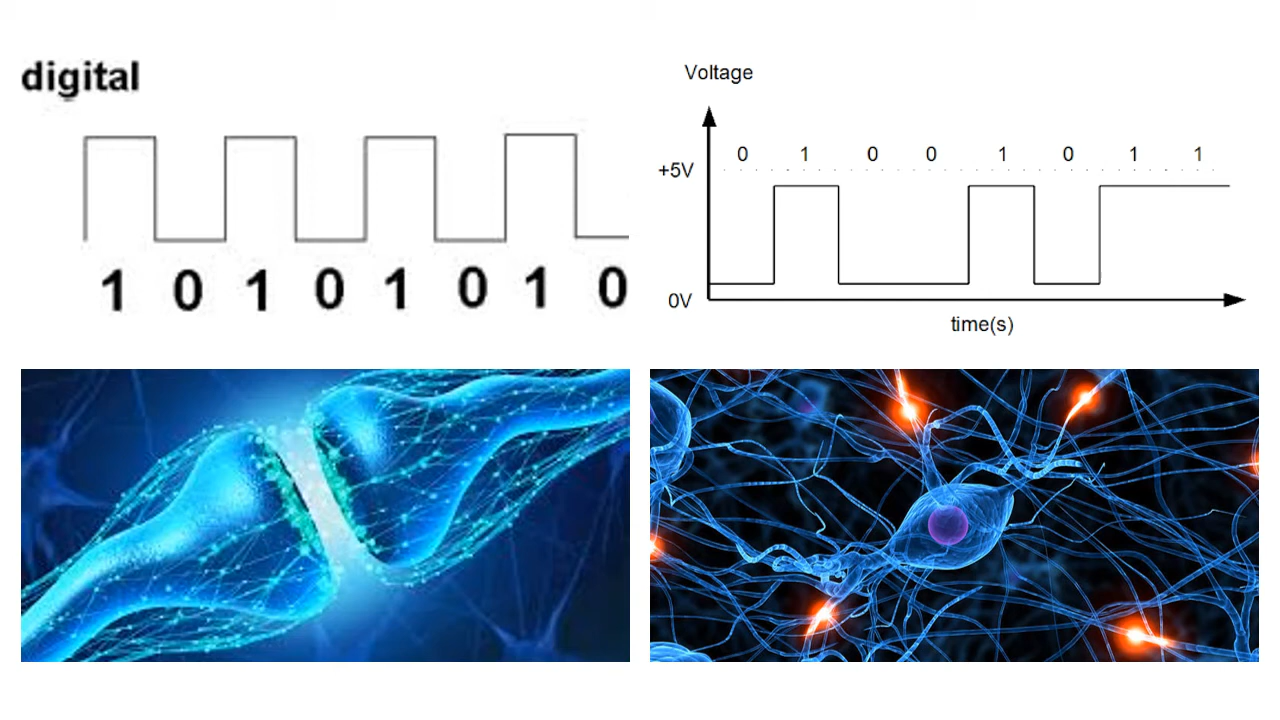 digital
1 0 1 0 1 0 1 0
Voltage
0 1 0 0 1 0 1 1
+5V
0V
time(s)